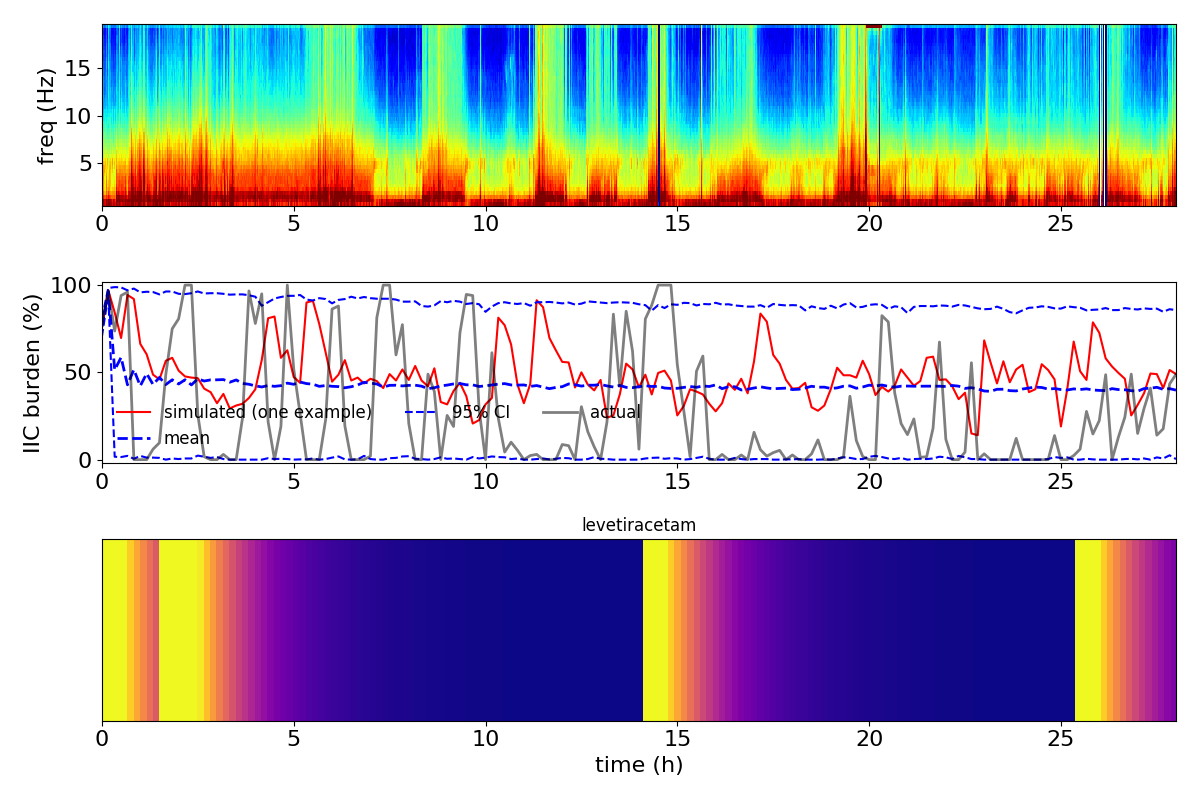 freq (Hz)
15
10
5
0 5 10 15 20 25
IIC burden (%)
100
50
0
simulated (one example) 95% CI actual
mean
0 5 10 15 20 25
levetiracetam
0 5 10 15 20 25
time (h)